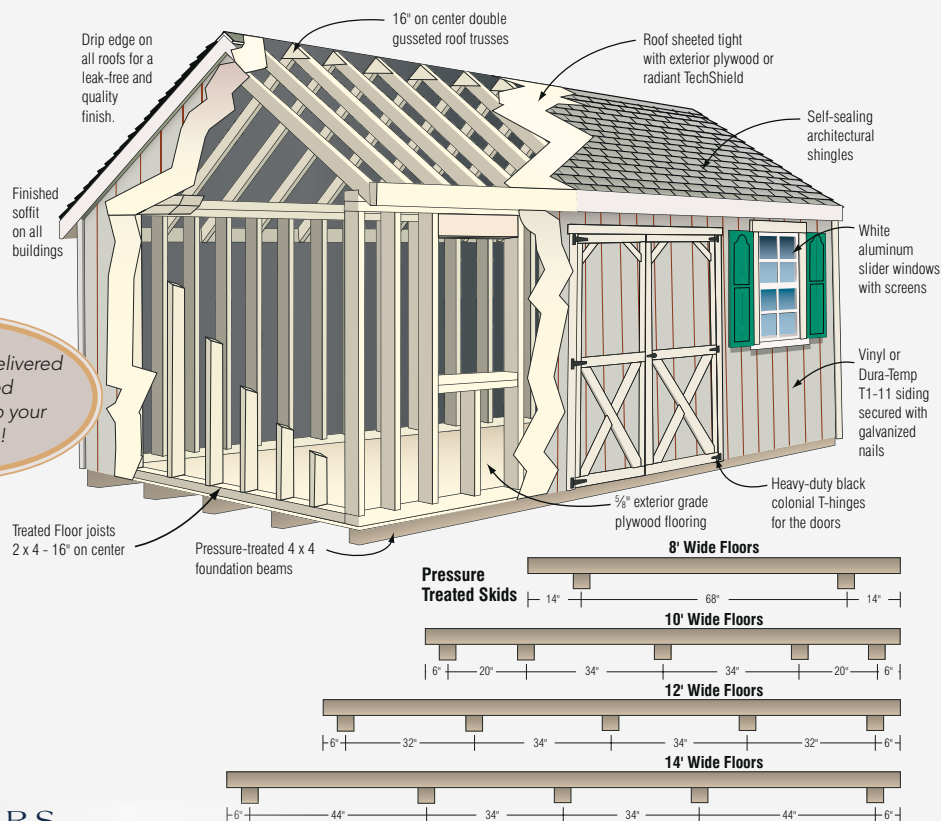 16" on center double
gusseted roof trusses
Drip edge on
all roofs for a
leak-free and
quality
finish.
Roof sheeted tight
with exterior plywood or
radiant TechShield
Self-sealing
architectural
shingles
Finished
soffit
on all
buildings
White
aluminum
slider windows
with screens
elivered
ed
o your
!
Vinyl or
Dura-Temp
T1-11 siding
secured with
galvanized
nails
Heavy-duty black
colonial T-hinges
for the doors
⅝" exterior grade
plywood flooring
Treated Floor joists
2 x 4 - 16" on center
Pressure-treated 4 x 4
foundation beams
Pressure
Treated Skids
8' Wide Floors
14" 68" 14"
10' Wide Floors
6" 20" 34" 34" 20" 6"
12' Wide Floors
6" 32" 34" 34" 32" 6"
14' Wide Floors
6" 44" 34" 34" 44" 6"